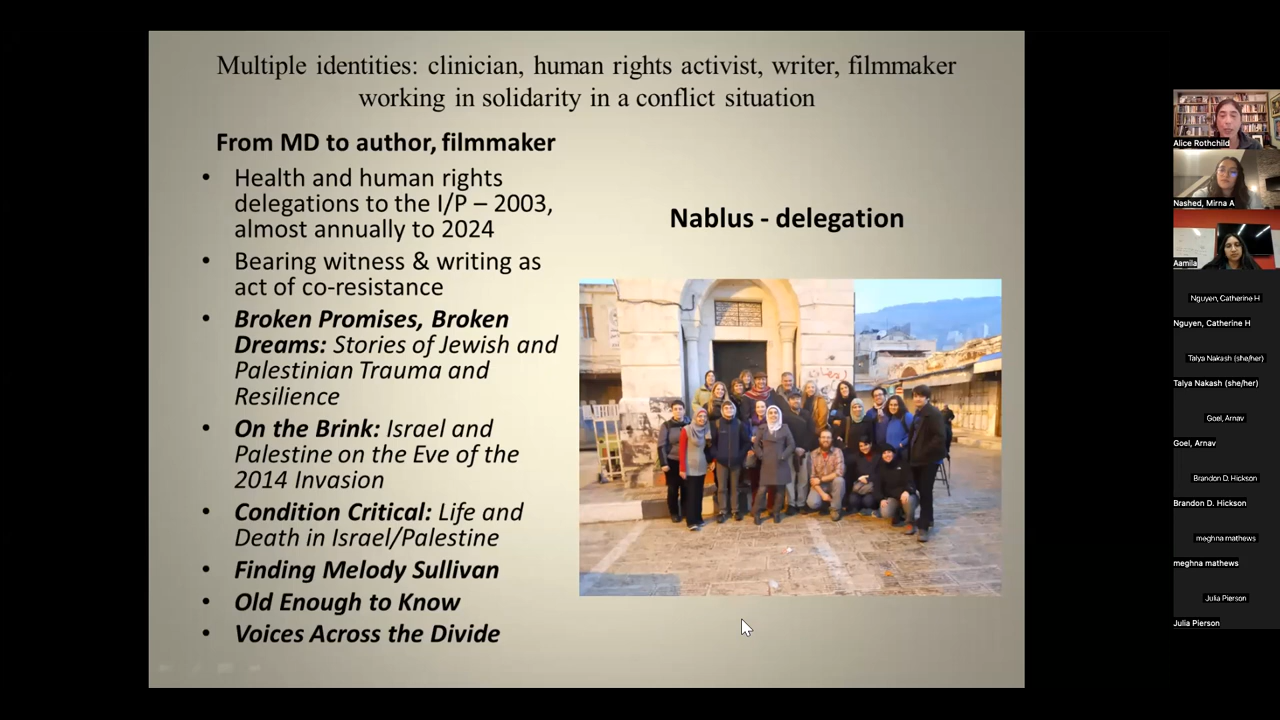 Multiple identities: clinician, human rights activist, writer, filmmaker
working in solidarity in a conflict situation
From MD to author, filmmaker
• Health and human rights
delegations to the I/P – 2003,
almost annually to 2024
• Bearing witness & writing as
act of co-resistance
• Broken Promises, Broken
Dreams: Stories of Jewish and
Palestinian Trauma and
Resilience
• On the Brink: Israel and
Palestine on the Eve of the
2014 Invasion
• Condition Critical: Life and
Death in Israel/Palestine
• Finding Melody Sullivan
• Old Enough to Know
• Voices Across the Divide
Nablus - delegation
Alice Rothchild
Nashed, Mirna A
Aamila
Nguyen, Catherine H
Nguyen, Catherine H
Talya Nakash (she/her)
Talya Nakash (she/her)
Goel, Arnav
Goel, Arnav
Brandon D. Hickson
Brandon D. Hickson
meghna mathews
meghna mathews
Julia Pierson
Julia Pierson